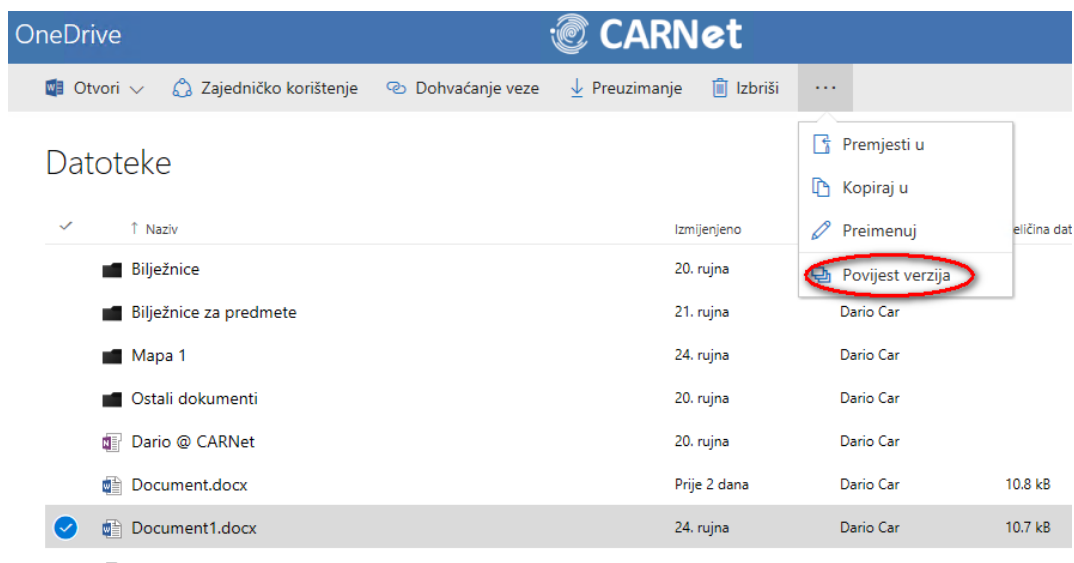 OneDrive CARNet
Otvori Zajedničko korištenje Dohvaćanje veze Preuzimanje Izbriši ...
Premjesti u
Datoteke
Kopiraj u
↑ Naziv Izmijenjeno Preimenuj eličina dat
Bilježnice 20. rujna Povijest verzija
Bilježnice za predmete 21. rujna Dario Car
Mapa 1 24. rujna Dario Car
Ostali dokumenti 20. rujna Dario Car
Dario @ CARNet 20. rujna Dario Car
Document.docx Prije 2 dana Dario Car 10.8 kB
Document1.docx 24. rujna Dario Car 10.7 kB